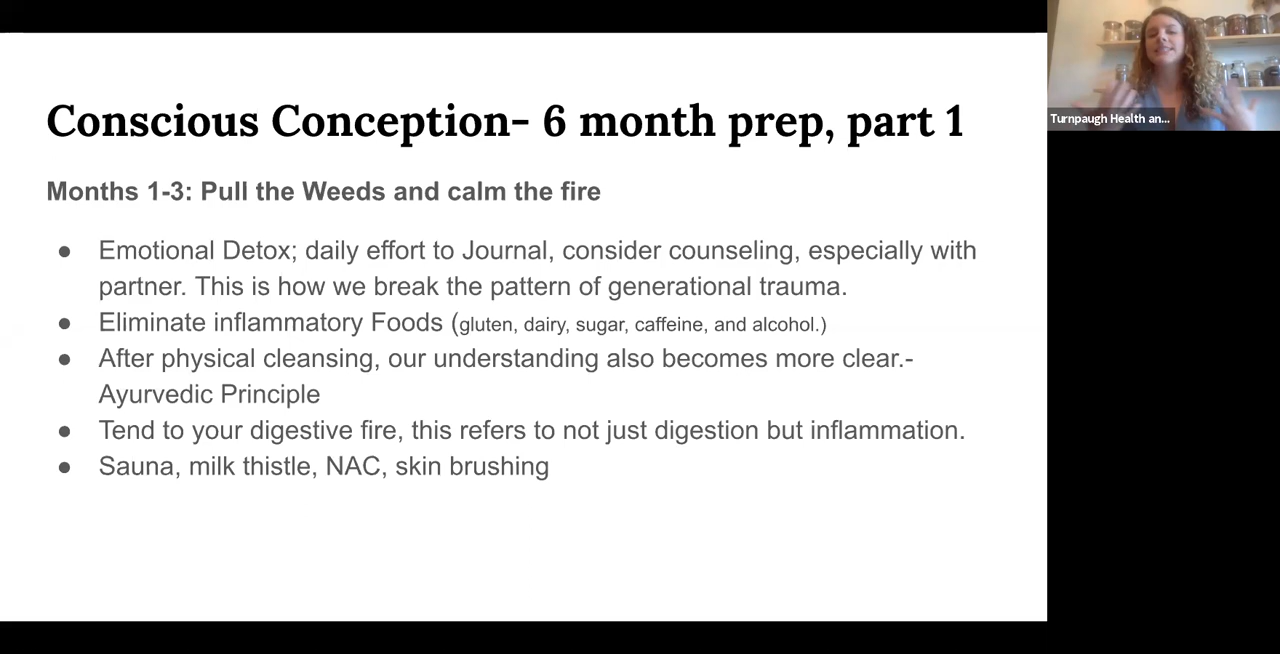 Conscious Conception- 6 month prep, part 1
Months 1-3: Pull the Weeds and calm the fire
● Emotional Detox; daily effort to Journal, consider counseling, especially with
partner. This is how we break the pattern of generational trauma.
● Eliminate inflammatory Foods (gluten, dairy, sugar, caffeine, and alcohol.)
● After physical cleansing, our understanding also becomes more clear.-
Ayurvedic Principle
● Tend to your digestive fire, this refers to not just digestion but inflammation.
● Sauna, milk thistle, NAC, skin brushing
Turnpaugh Health an...